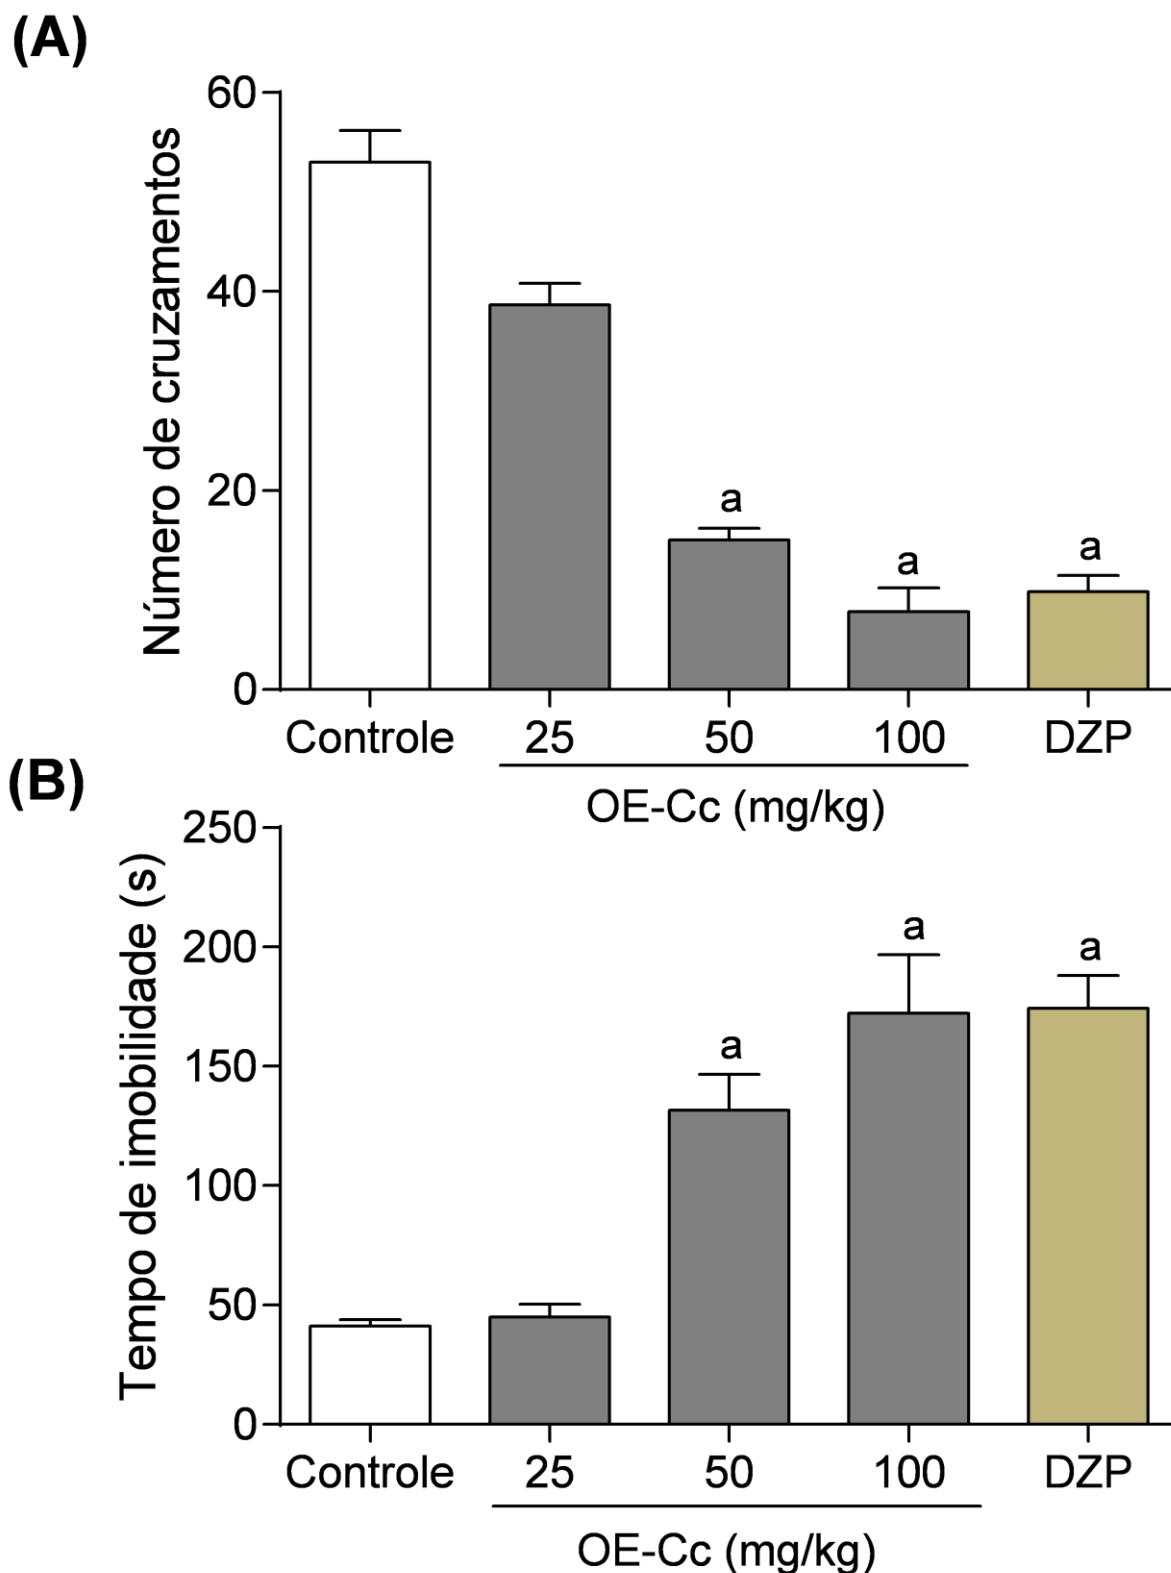 (A)
Número de cruzamentos
60
40
20
0
a
a
a
Controle 25 50 100 DZP
OE-Cc (mg/kg)
(B)
Tempo de imobilidade (s)
250
200
150
100
50
0
a
a
a
Controle 25 50 100 DZP
OE-Cc (mg/kg)